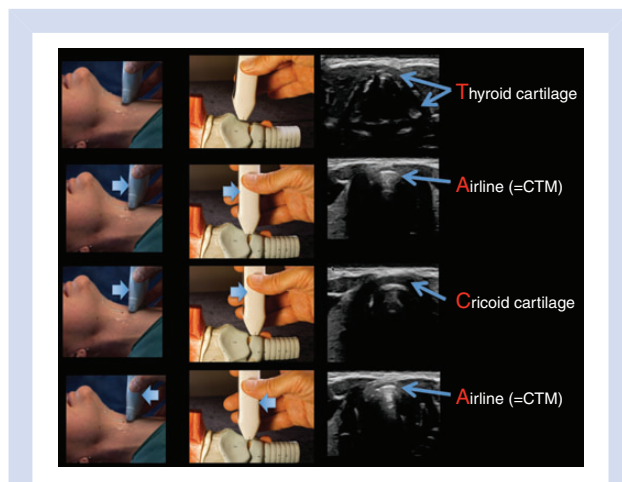 Thyroid cartilage
Airline (=CTM)
Cricoid cartilage
Airline (=CTM)